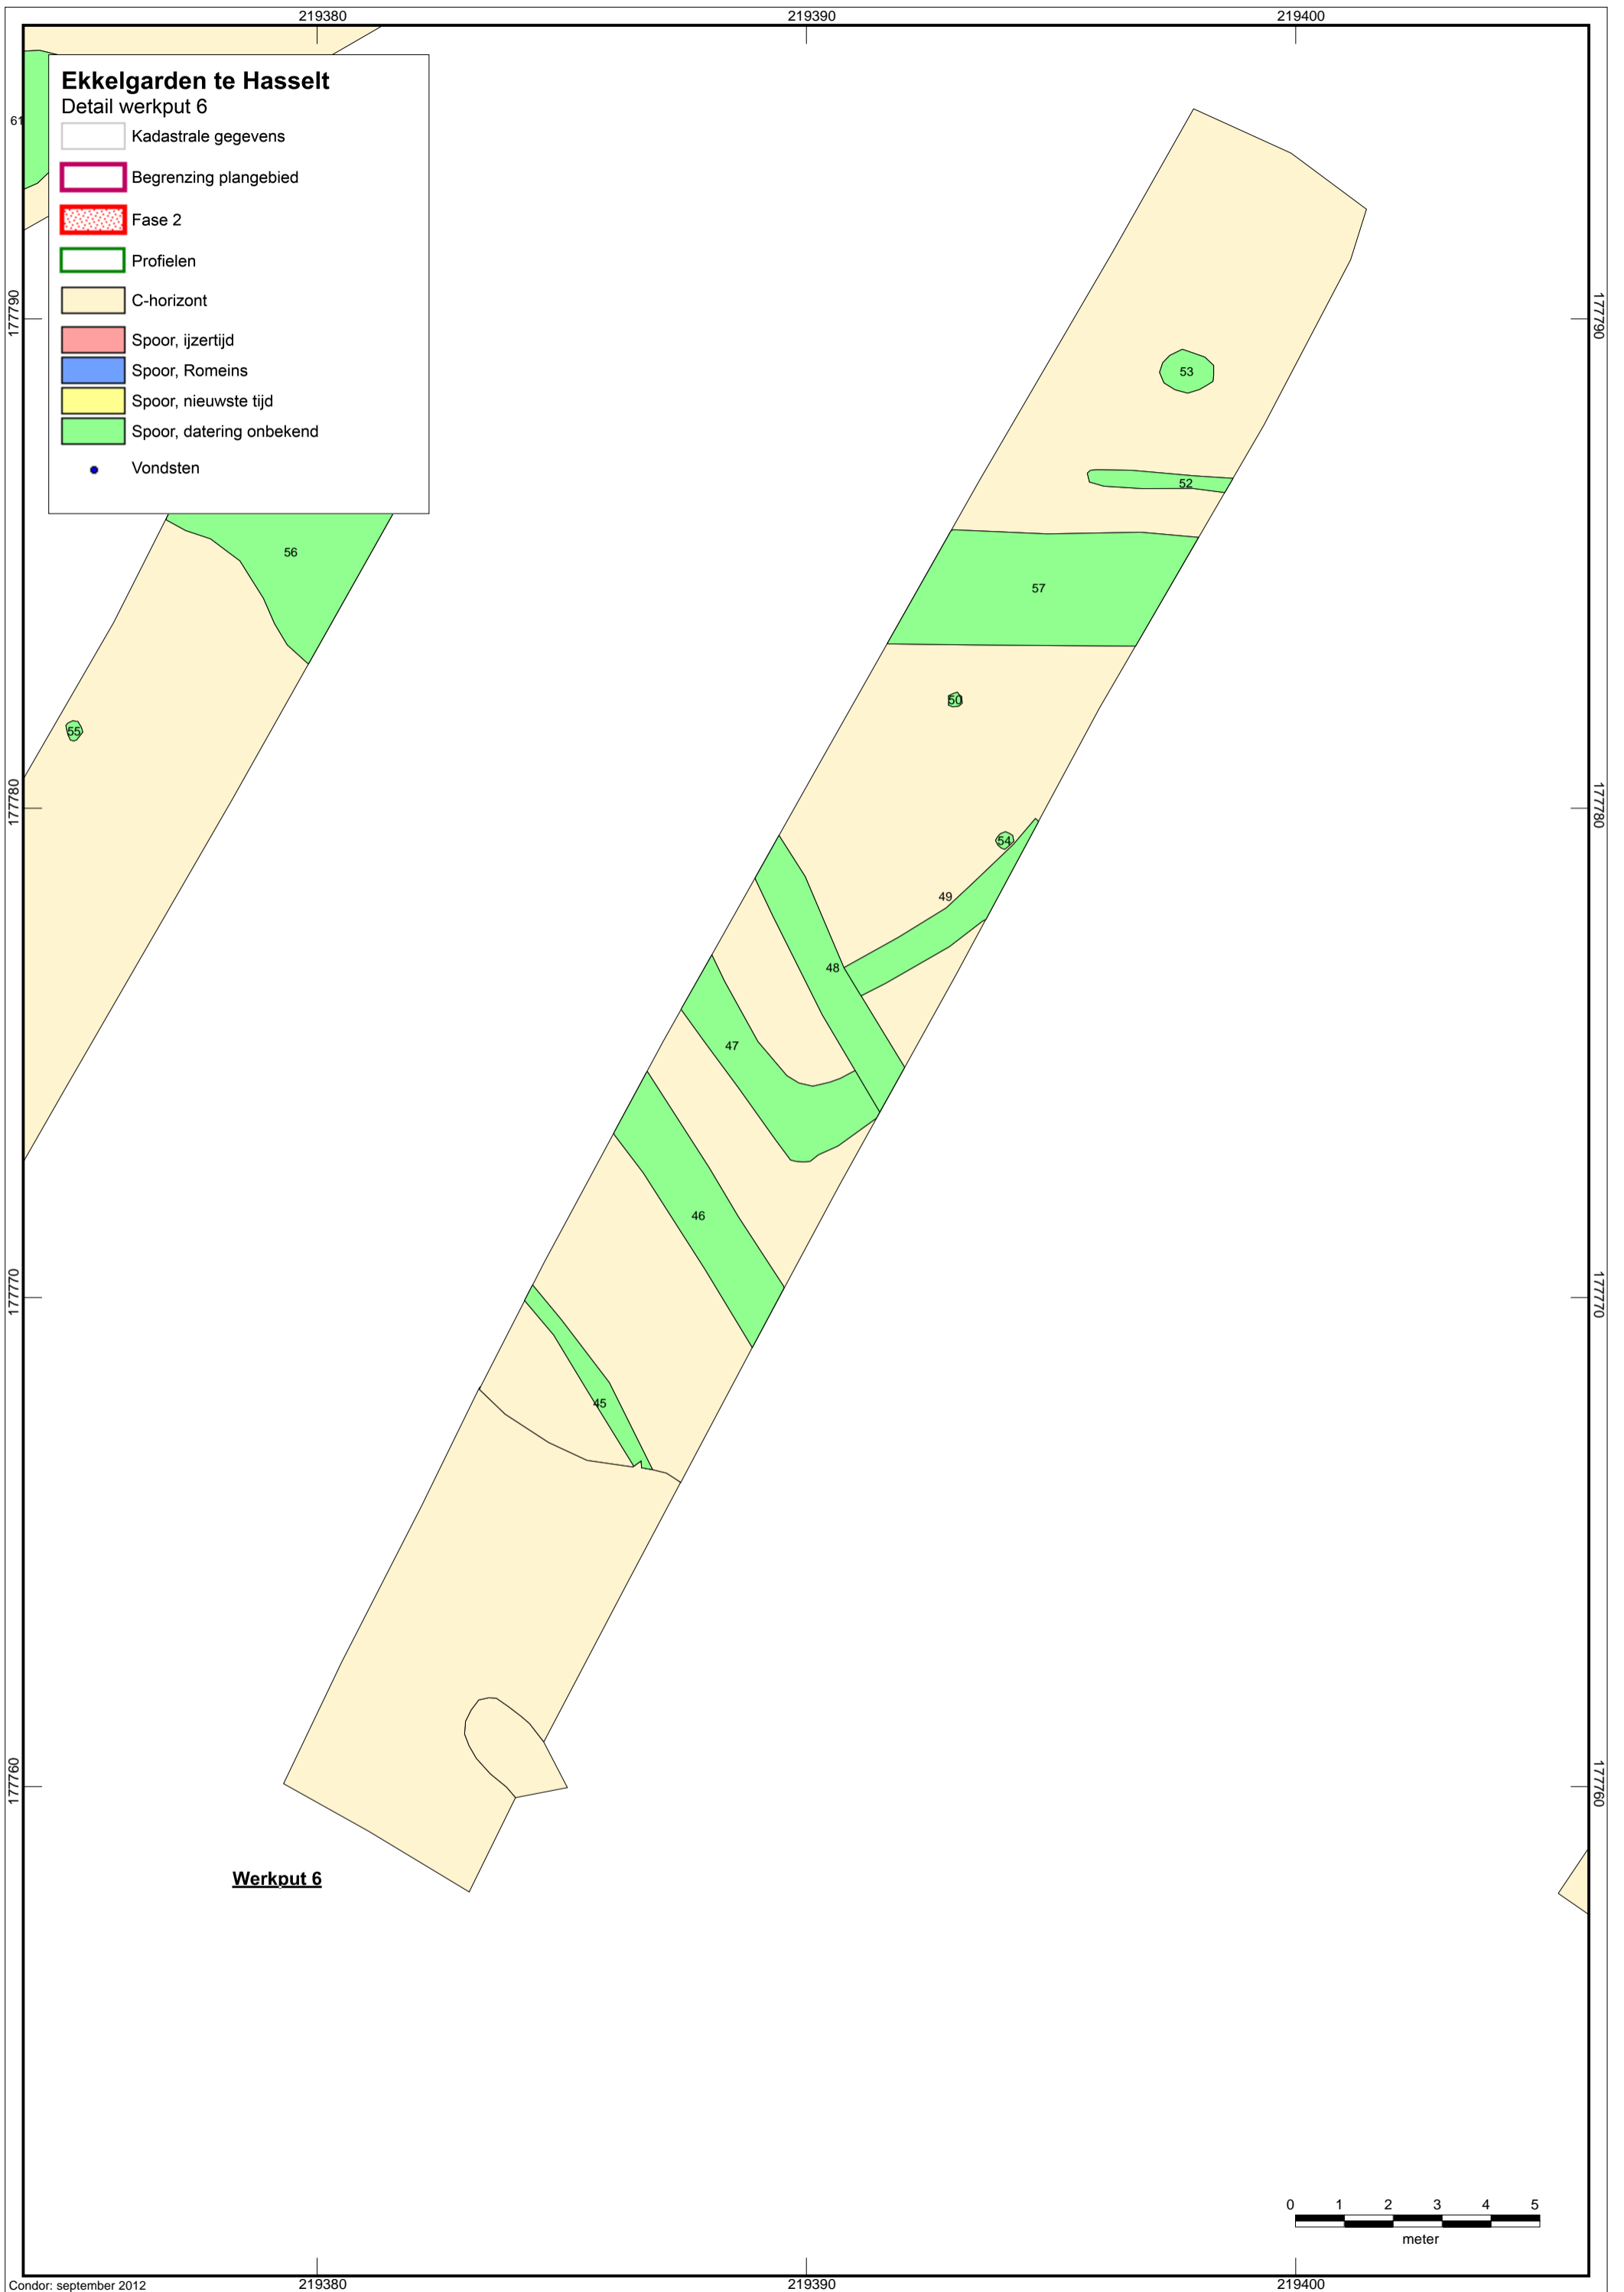 219380
219390
219400
Ekkelgarden te Hasselt
Detail werkput 6
Kadastrale gegevens
Begrenzing plangebied
Fase 2
Profielen
C-horizont
Spoor, ijzertijd
Spoor, Romeins
Spoor, nieuwste tijd
Spoor, datering onbekend
Vondsten
61
177790
177790
53
52
56
57
50
55
177780
177780
54
49
48
47
46
177770
177770
45
177760
177760
Werkput 6
0 1 2 3 4 5
meter
219380
219390
219400
Condor: september 2012